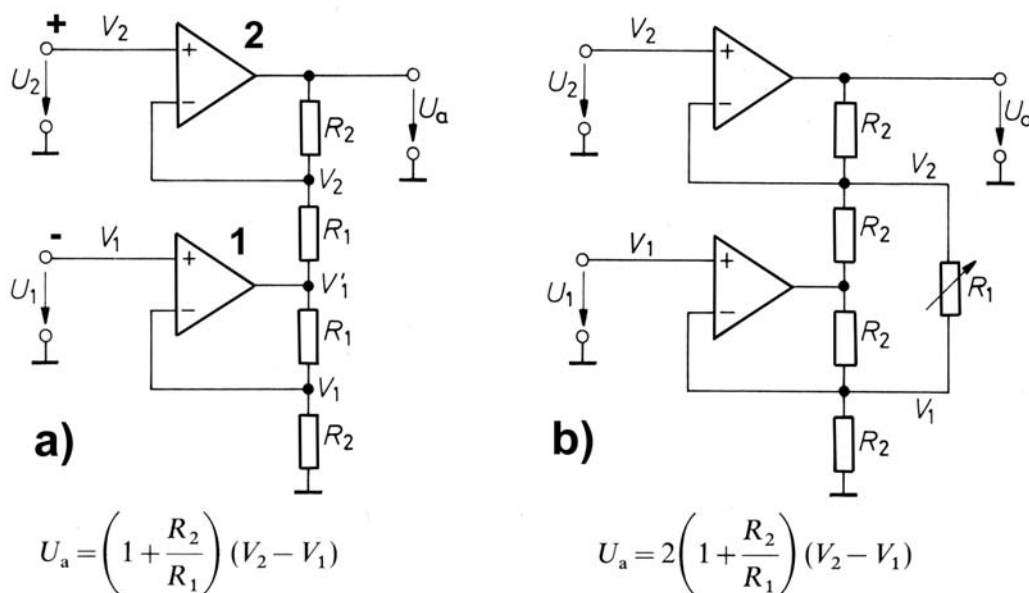 + V₂ 2
U₂ + −
R₂ Uₐ
V₂
R₁
- V₁ 1
U₁ + − V′₁
R₁
V₁
R₂
a)
Uₐ = (1 + R₂/R₁) (V₂ − V₁)
V₂
U₂ + −
R₂ Uₐ
V₂
R₂
V₁
U₁ + − R₁
R₂
V₁
R₂
b)
Uₐ = 2(1 + R₂/R₁) (V₂ − V₁)